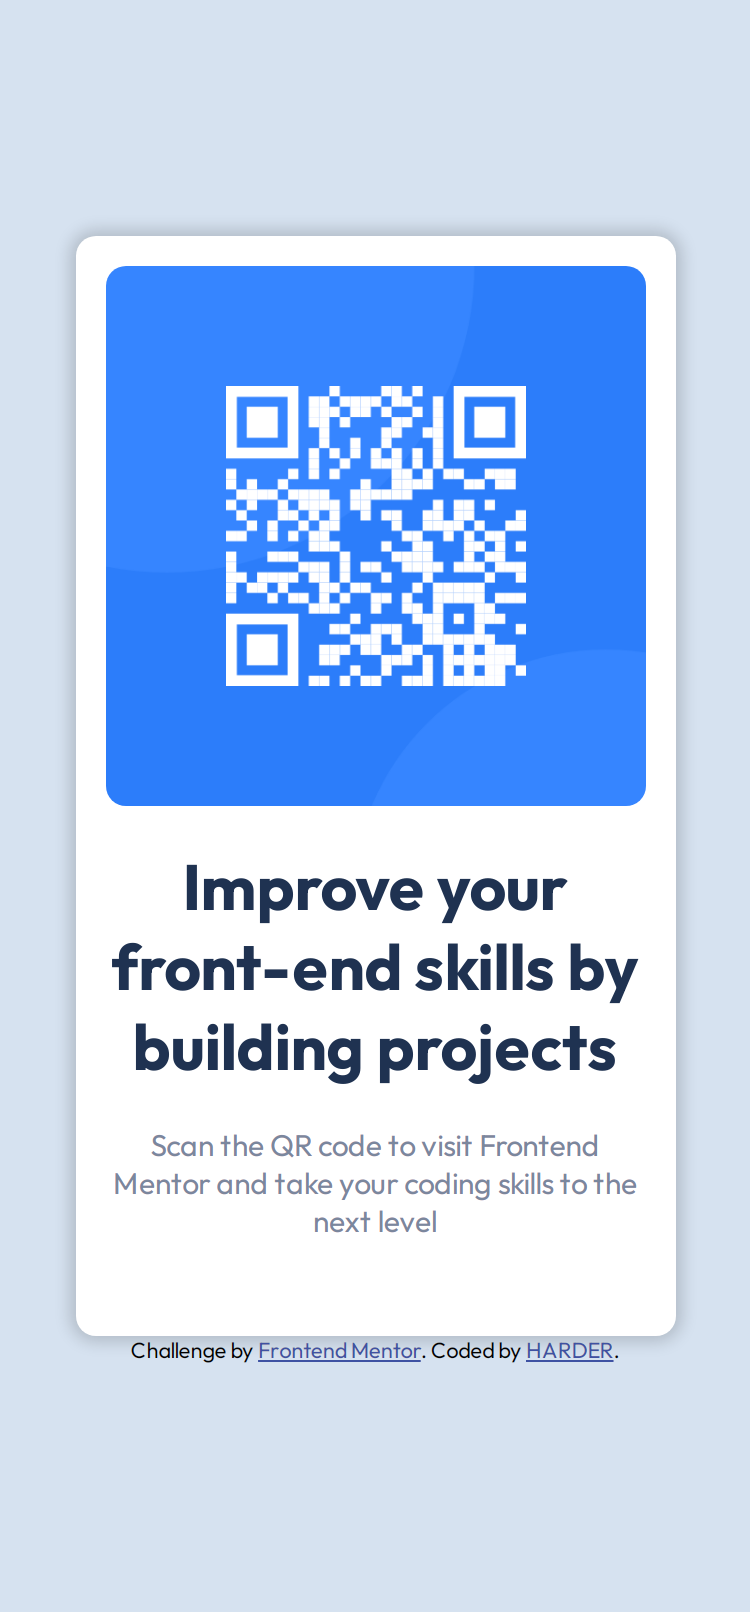 Improve your
front-end skills by
building projects
Scan the QR code to visit Frontend
Mentor and take your coding skills to the
next level
Challenge by Frontend Mentor. Coded by HARDER.